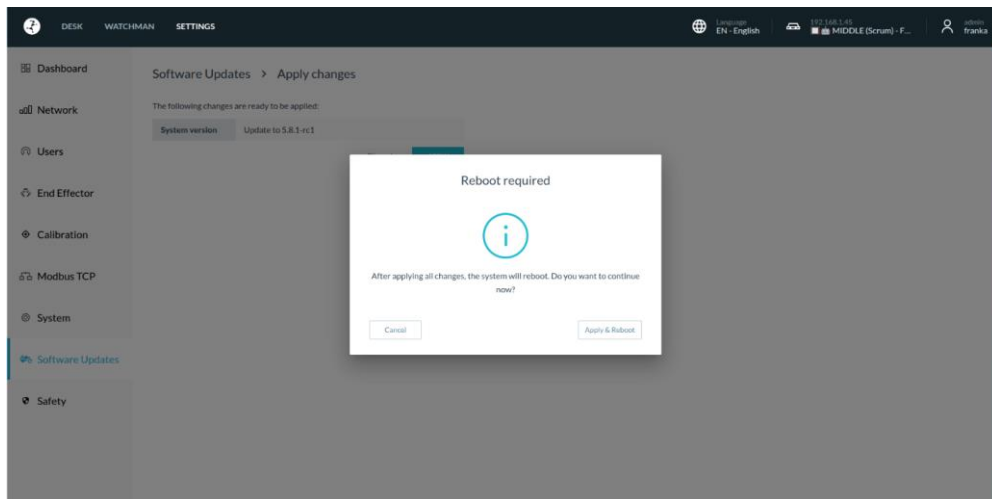 DESK WATCHMAN SETTINGS
Language
EN - English
192.168.1.45
MIDDLE (Scrum) - F...
admin
franka
Dashboard
Network
Users
End Effector
Calibration
Modbus TCP
System
Software Updates
Safety
Software Updates > Apply changes
The following changes are ready to be applied:
System version Update to 5.8.1-rc1
Reboot required
After applying all changes, the system will reboot. Do you want to continue
now?
Cancel Apply & Reboot